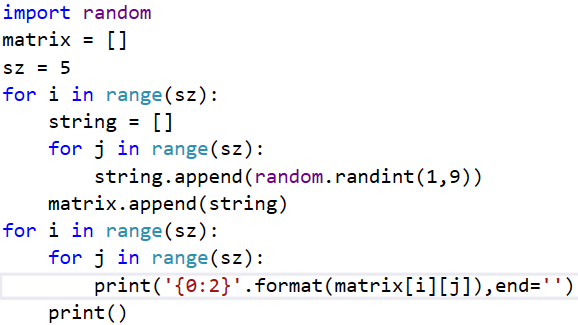 import random
matrix = []
sz = 5
for i in range(sz):
    string = []
    for j in range(sz):
        string.append(random.randint(1,9))
    matrix.append(string)
for i in range(sz):
    for j in range(sz):
        print('{0:2}'.format(matrix[i][j]),end='')
    print()